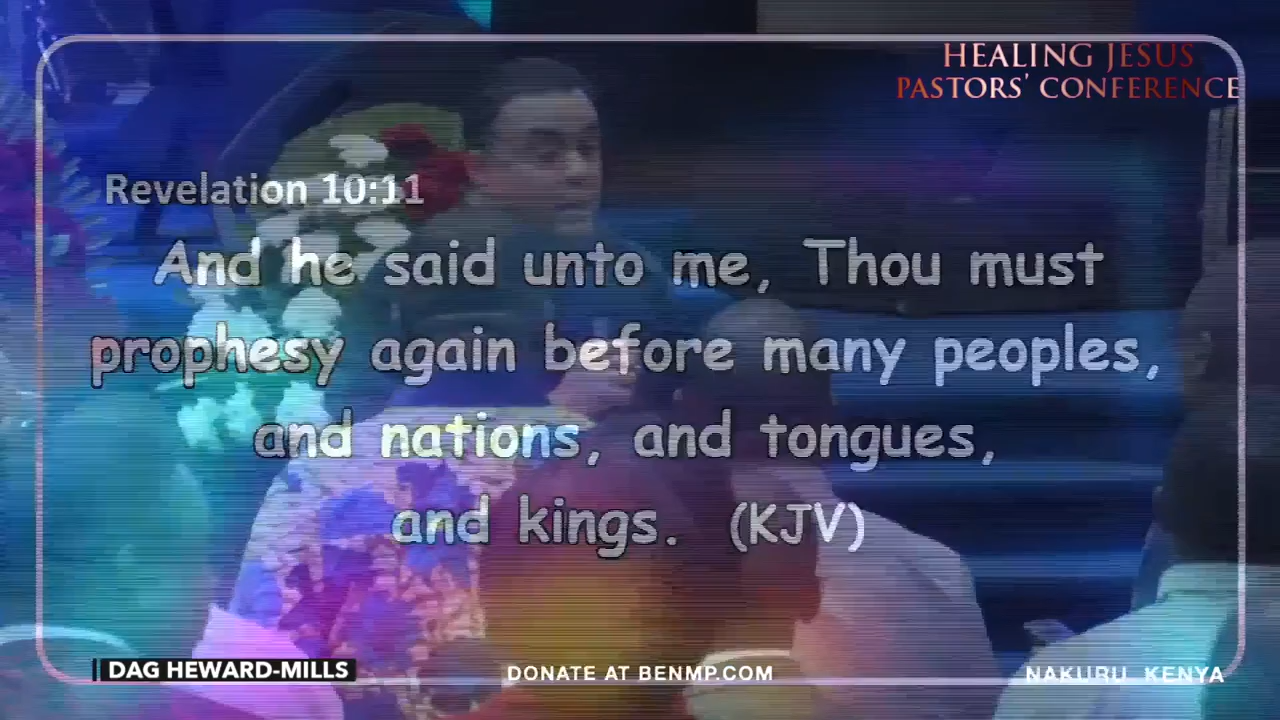 HEALING JESUS
PASTORS' CONFERENCE
Revelation 10:11
And he said unto me, Thou must
prophesy again before many peoples,
and nations, and tongues,
and kings. (KJV)
DAG HEWARD-MILLS
DONATE AT BENMP.COM
NAKURU KENYA